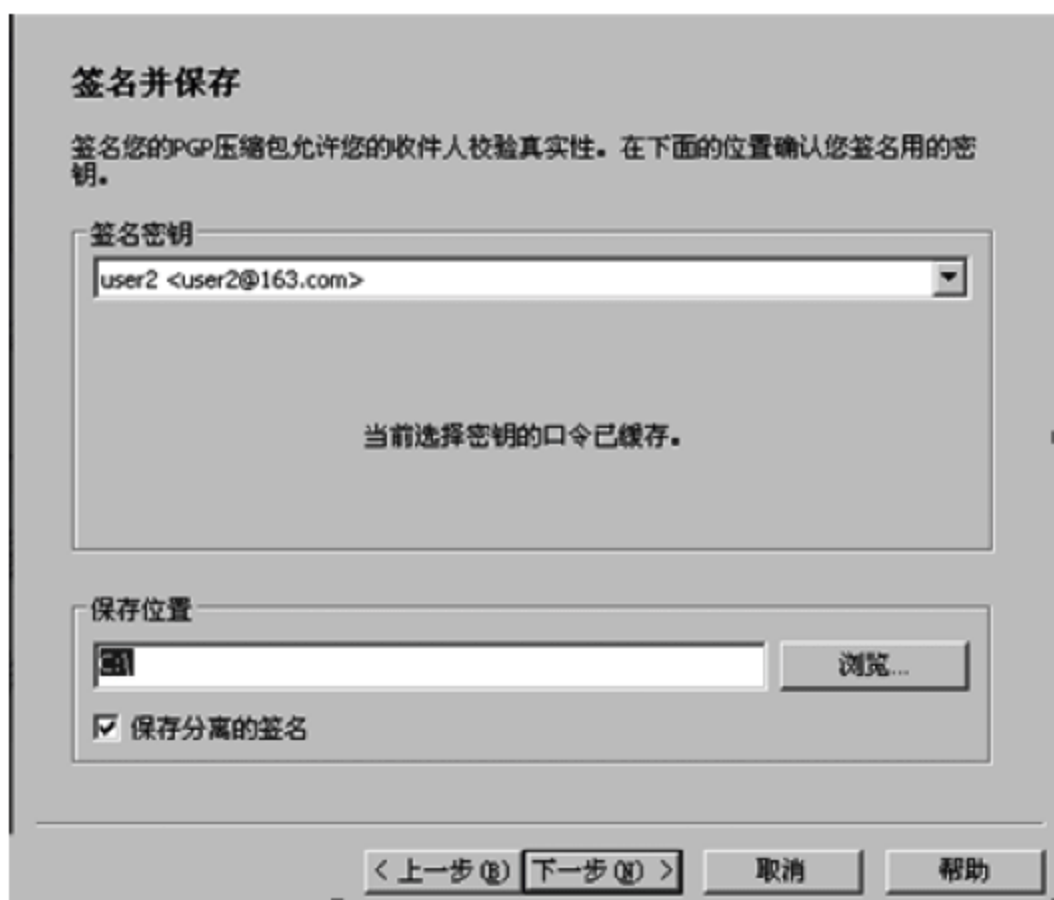 签名并保存
签名您的PGP压缩包允许您的收件人校验真实性。在下面的位置确认您签名用的密
钥。
签名密钥
user2 <user2@163.com>
当前选择密钥的口令已缓存。
保存位置
C:\
浏览...
保存分离的签名
< 上一步(B) 下一步(N) > 取消 帮助